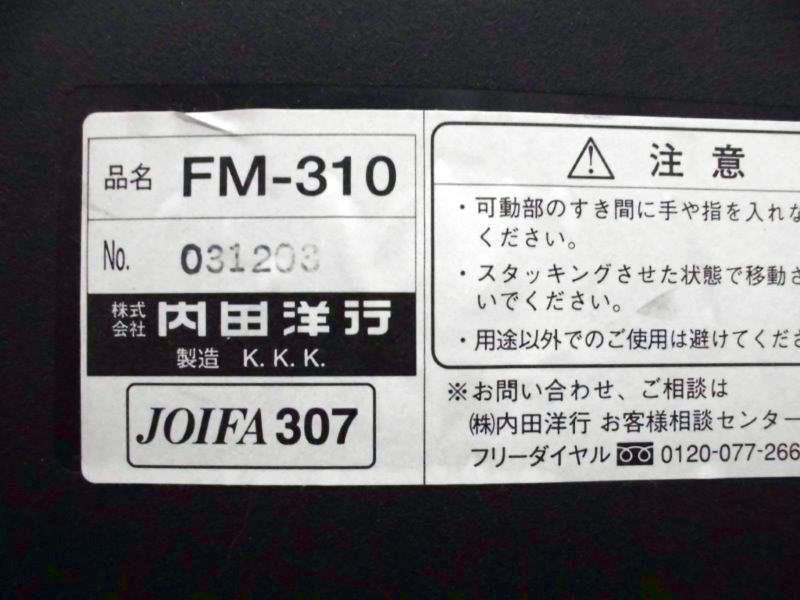 品名 FM-310
No. 031203
株式会社 内田洋行
製造 K.K.K.
JOIFA 307
⚠ 注意
・可動部のすき間に手や指を入れな
ください。
・スタッキングさせた状態で移動さ
いでください。
・用途以外でのご使用は避けてくださ
※お問い合わせ、ご相談は
㈱内田洋行 お客様相談センター
フリーダイヤル 0120-077-266